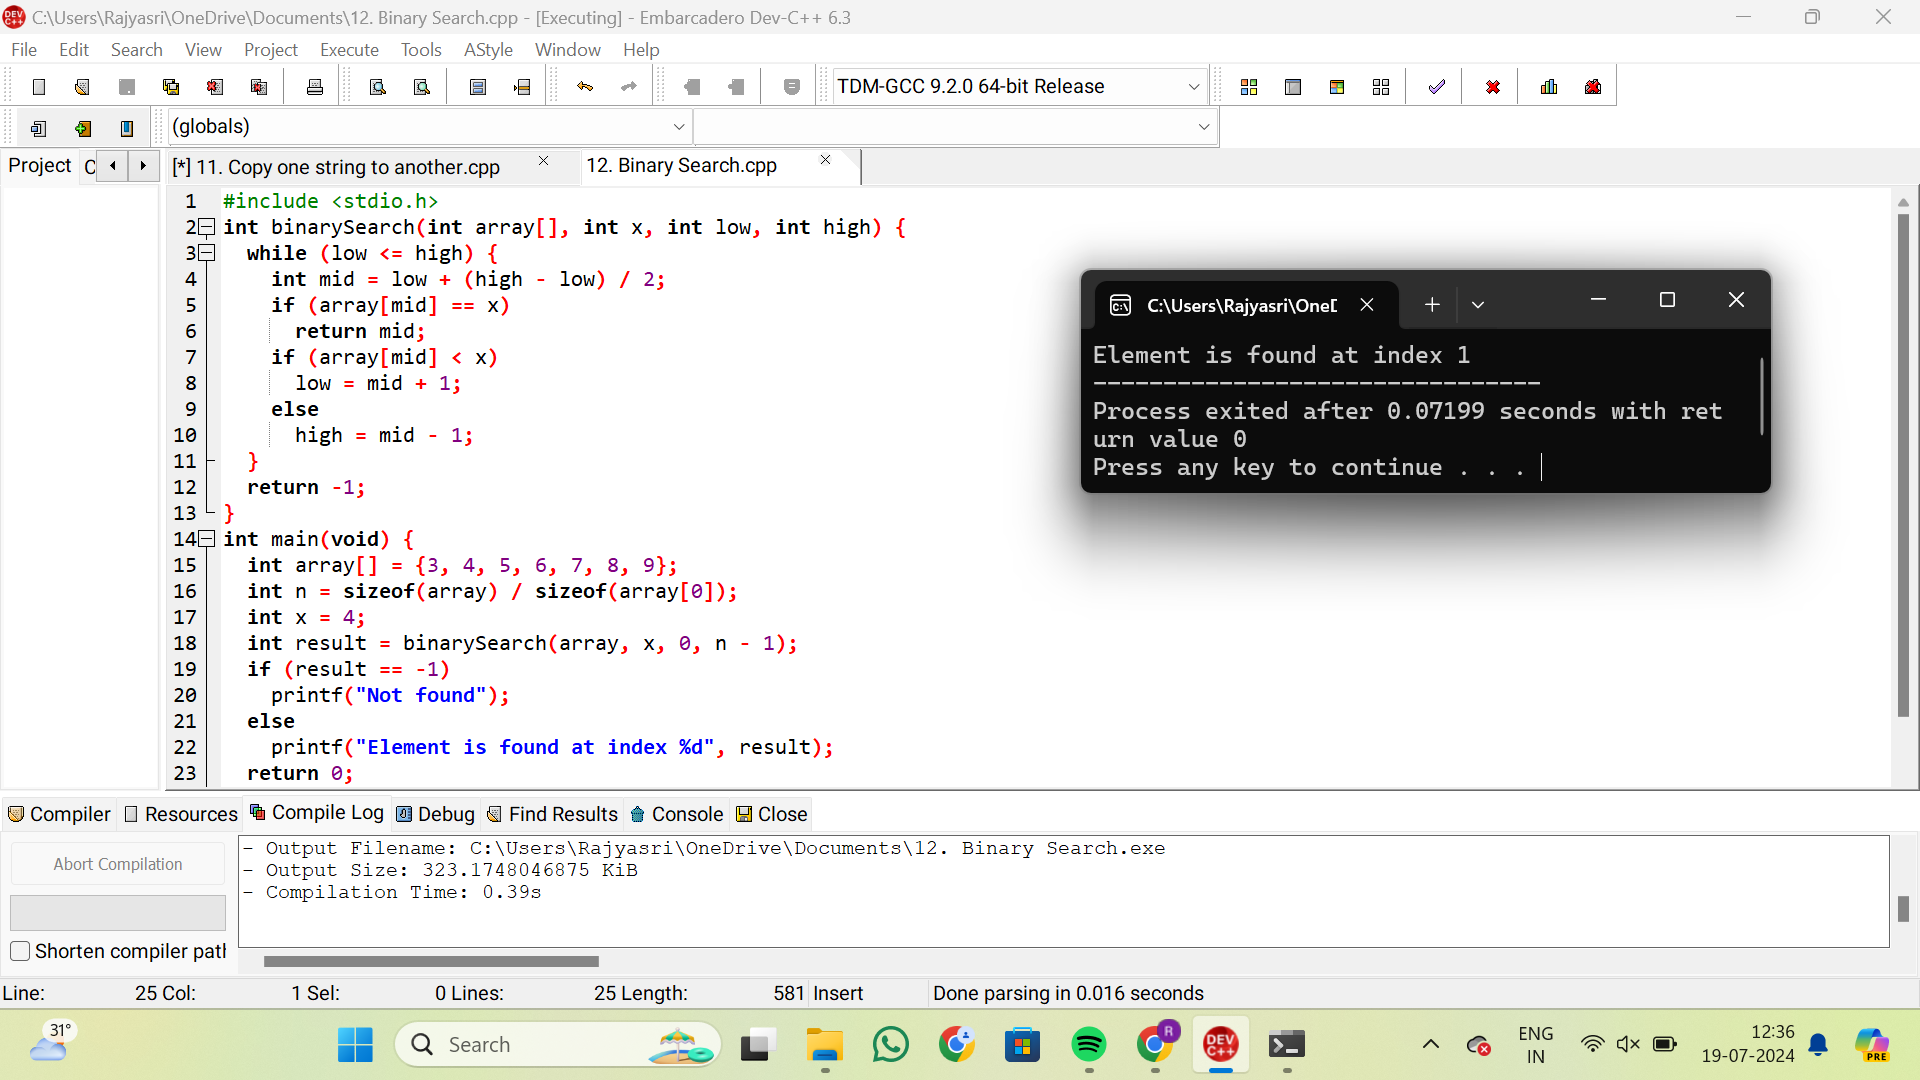 C:\Users\Rajyasri\OneDrive\Documents\12. Binary Search.cpp - [Executing] - Embarcadero Dev-C++ 6.3
File Edit Search View Project Execute Tools AStyle Window Help
TDM-GCC 9.2.0 64-bit Release
(globals)
Project C [*] 11. Copy one string to another.cpp 12. Binary Search.cpp
1 #include <stdio.h>
2 int binarySearch(int array[], int x, int low, int high) {
3   while (low <= high) {
4     int mid = low + (high - low) / 2;
5     if (array[mid] == x)
6       return mid;
7     if (array[mid] < x)
8       low = mid + 1;
9     else
10       high = mid - 1;
11   }
12   return -1;
13 }
14 int main(void) {
15   int array[] = {3, 4, 5, 6, 7, 8, 9};
16   int n = sizeof(array) / sizeof(array[0]);
17   int x = 4;
18   int result = binarySearch(array, x, 0, n - 1);
19   if (result == -1)
20     printf("Not found");
21   else
22     printf("Element is found at index %d", result);
23   return 0;
C:\Users\Rajyasri\OneD
Element is found at index 1
--------------------------------
Process exited after 0.07199 seconds with ret
urn value 0
Press any key to continue . . .
Compiler Resources Compile Log Debug Find Results Console Close
Abort Compilation
Shorten compiler path
- Output Filename: C:\Users\Rajyasri\OneDrive\Documents\12. Binary Search.exe
- Output Size: 323.1748046875 KiB
- Compilation Time: 0.39s
Line: 25 Col: 1 Sel: 0 Lines: 25 Length: 581 Insert Done parsing in 0.016 seconds
31°
Search
R
DEV C++
ENG
IN
12:36
19-07-2024
PRE